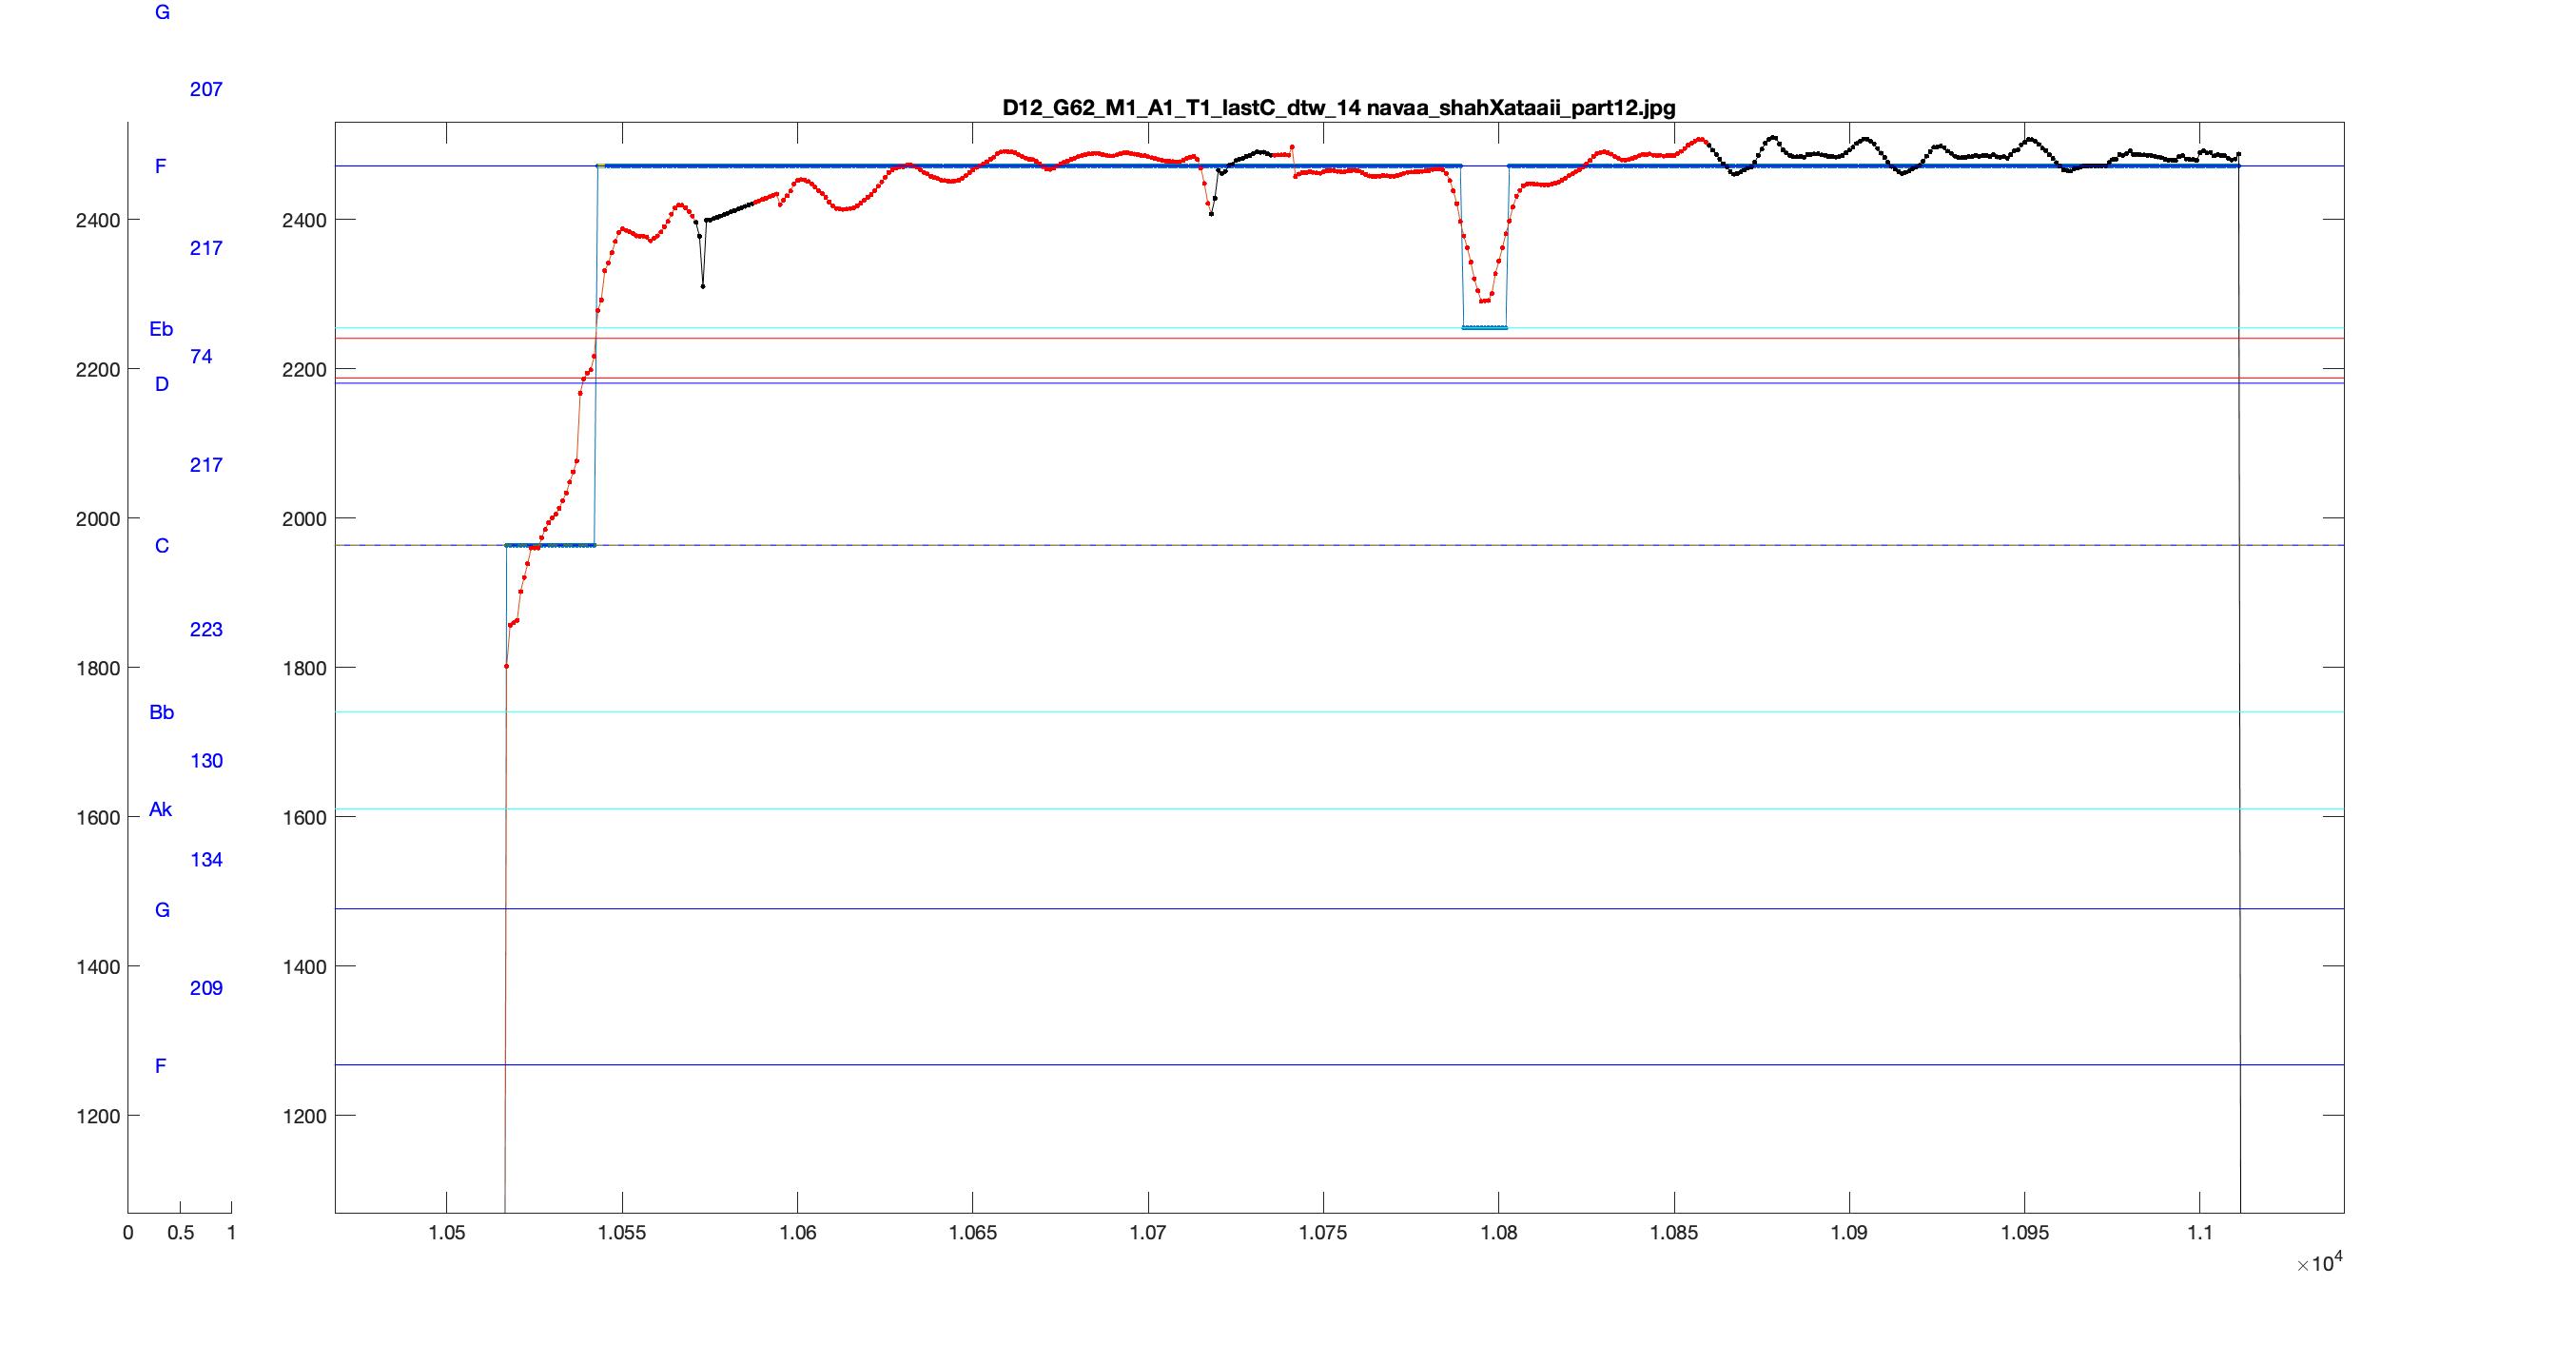 G
207
D12_G62_M1_A1_T1_lastC_dtw_14 navaa_shahXataaii_part12.jpg
F
2400 2400
217
Eb
74
2200 2200
D
217
2000 2000
C
223
1800 1800
Bb
130
Ak
1600 1600
134
G
1400 1400
209
F
1200 1200
0 0.5 1 1.05 1.055 1.06 1.065 1.07 1.075 1.08 1.085 1.09 1.095 1.1
×10⁴